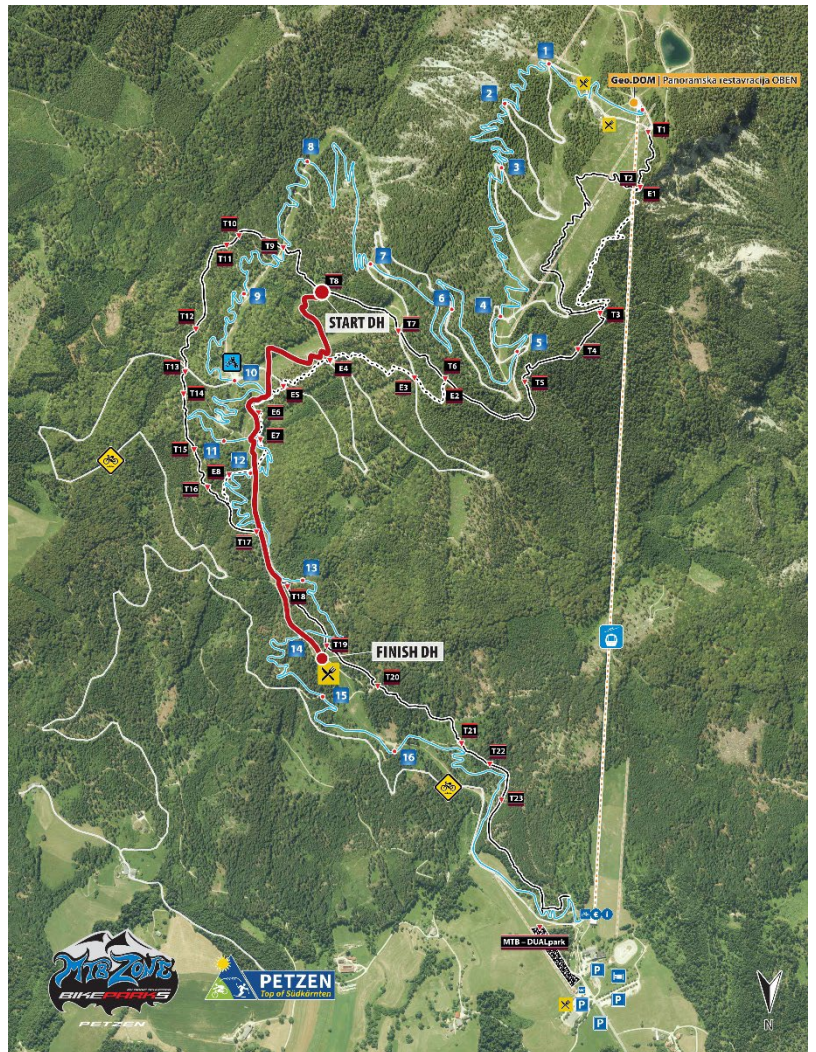 1
Geo.DOM | Panoramska restavracija OBEN
2
T1
8
3
T2
E1
T10
T9
T11
7
T8
9
6
4
T3
START DH
T12
T7
T4
5
E4
T13
10
T6
E3
T5
E5
E2
T14
E6
E7
11
T15
12
E8
T16
T17
13
T18
T19
14
FINISH DH
T20
15
T21
16
T22
T23
€ i
MTB – DUALpark
MTB ZONE
BIKEPARKS
PETZEN
PETZEN
Top of Südkärnten
P
P
P
P
P
N